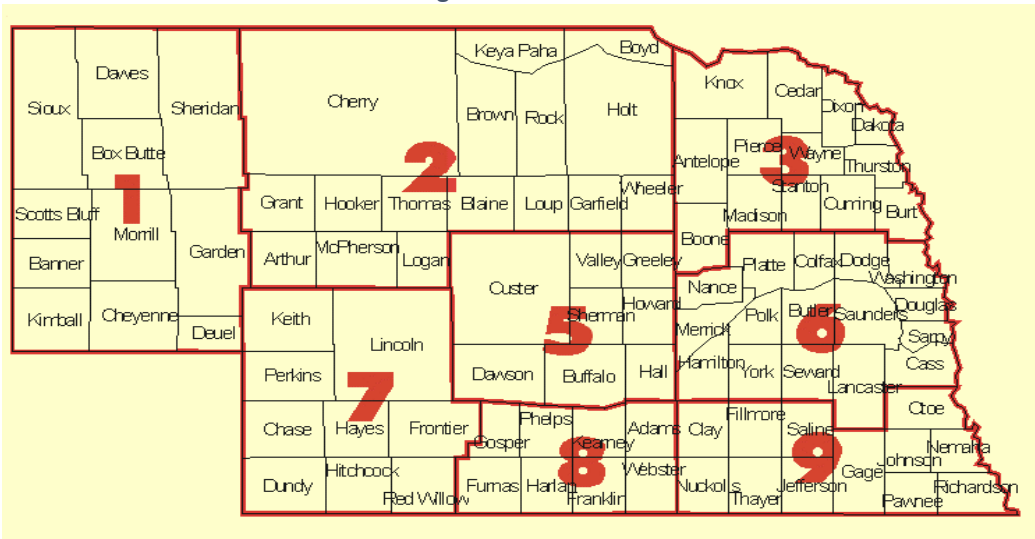 Keya Paha
Boyd
Dawes
Knox
Cedar
Sioux
Sheridan
Cherry
Brown
Rock
Holt
Dixon
Dakota
Box Butte
2
Antelope
Pierce
3
Wayne
Thurston
Scotts Bluff
1
Grant
Hooker
Thomas
Blaine
Loup
Garfield
Wheeler
Stanton
Cuming
Burt
Madison
Morrill
Garden
Arthur
McPherson
Logan
Boone
Banner
Valley
Greeley
Platte
Colfax
Dodge
Washington
Custer
Nance
Kimball
Cheyenne
Deuel
Keith
Howard
Sherman
5
Merrick
Polk
Butler
6
Saunders
Douglas
Sarpy
Lincoln
Perkins
Dawson
Buffalo
Hall
Hamilton
York
Seward
Lancaster
Cass
7
Chase
Hayes
Frontier
Gosper
Phelps
Kearney
Adams
Clay
Fillmore
Saline
Otoe
Dundy
Hitchcock
Red Willow
Furnas
Harlan
8
Franklin
Webster
Nuckolls
Thayer
9
Jefferson
Gage
Johnson
Nemaha
Pawnee
Richardson